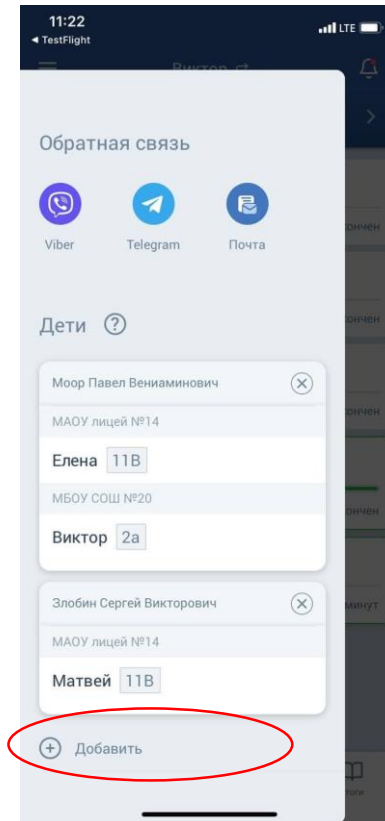 11:22
LTE
◀ TestFlight
Виктор
Обратная связь
Viber Telegram Почта
Дети ?
Моор Павел Вениаминович
МАОУ лицей №14
Елена 11В
МБОУ СОШ №20
Виктор 2а
Злобин Сергей Викторович
МАОУ лицей №14
Матвей 11В
Добавить